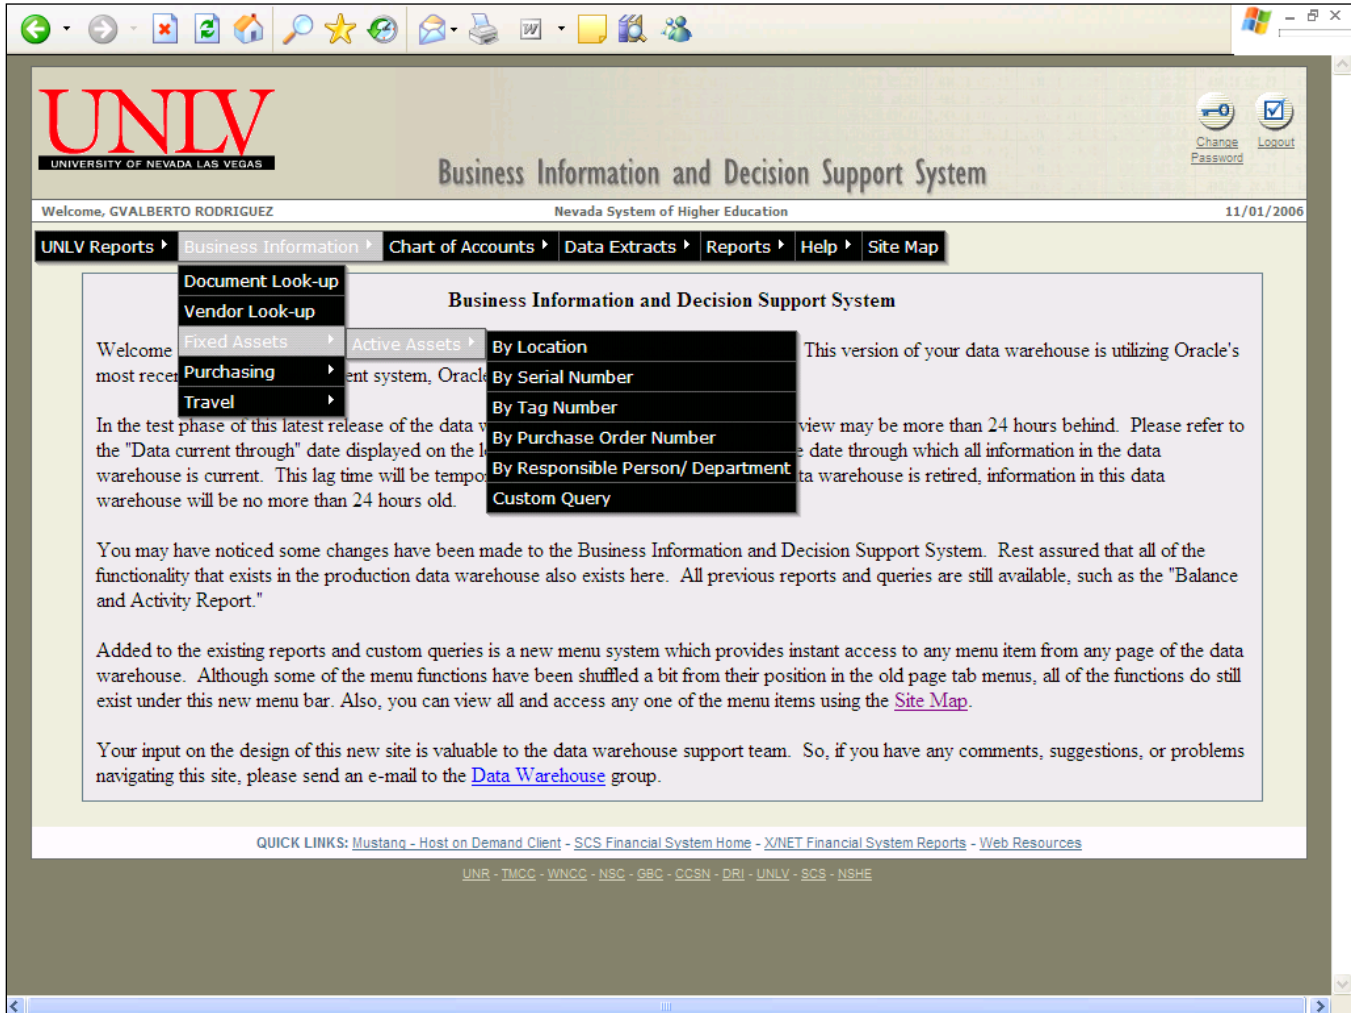 UNLV
UNIVERSITY OF NEVADA LAS VEGAS
Business Information and Decision Support System
Change Password
Logout
Welcome, GVALBERTO RODRIGUEZ
Nevada System of Higher Education
11/01/2006
UNLV Reports
Business Information
Chart of Accounts
Data Extracts
Reports
Help
Site Map
Document Look-up
Vendor Look-up
Fixed Assets
Purchasing
Travel
Active Assets
By Location
By Serial Number
By Tag Number
By Purchase Order Number
By Responsible Person/ Department
Custom Query
Business Information and Decision Support System
Welcome This version of your data warehouse is utilizing Oracle's
most recen ent system, Oracle
In the test phase of this latest release of the data w view may be more than 24 hours behind. Please refer to
the "Data current through" date displayed on the l e date through which all information in the data
warehouse is current. This lag time will be tempo ta warehouse is retired, information in this data
warehouse will be no more than 24 hours old.
You may have noticed some changes have been made to the Business Information and Decision Support System. Rest assured that all of the
functionality that exists in the production data warehouse also exists here. All previous reports and queries are still available, such as the "Balance
and Activity Report."
Added to the existing reports and custom queries is a new menu system which provides instant access to any menu item from any page of the data
warehouse. Although some of the menu functions have been shuffled a bit from their position in the old page tab menus, all of the functions do still
exist under this new menu bar. Also, you can view all and access any one of the menu items using the Site Map.
Your input on the design of this new site is valuable to the data warehouse support team. So, if you have any comments, suggestions, or problems
navigating this site, please send an e-mail to the Data Warehouse group.
QUICK LINKS: Mustang - Host on Demand Client - SCS Financial System Home - X/NET Financial System Reports - Web Resources
UNR - TMCC - WNCC - NSC - GBC - CCSN - DRI - UNLV - SCS - NSHE